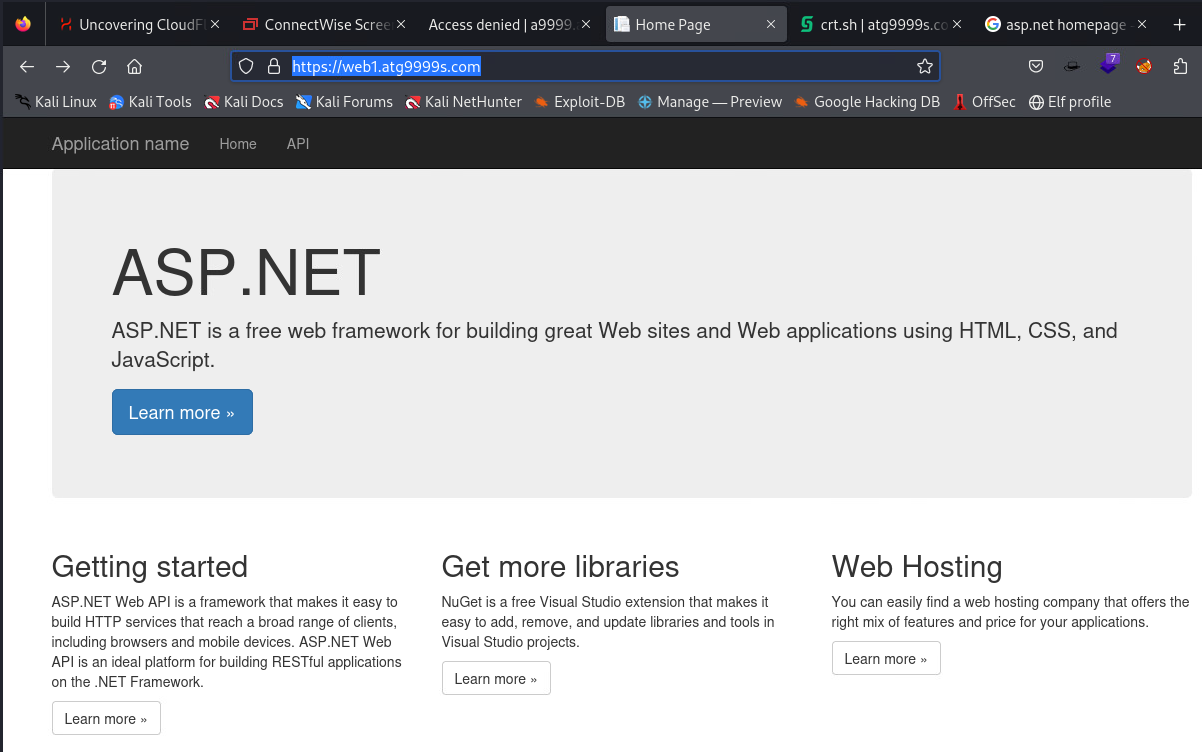 Uncovering CloudFl
ConnectWise Scree
Access denied | a9999.
Home Page
crt.sh | atg9999s.co
asp.net homepage -
https://web1.atg9999s.com
7
Kali Linux
Kali Tools
Kali Docs
Kali Forums
Kali NetHunter
Exploit-DB
Manage — Preview
Google Hacking DB
OffSec
Elf profile
Application name
Home
API
ASP.NET
ASP.NET is a free web framework for building great Web sites and Web applications using HTML, CSS, and
JavaScript.
Learn more »
Getting started
ASP.NET Web API is a framework that makes it easy to
build HTTP services that reach a broad range of clients,
including browsers and mobile devices. ASP.NET Web
API is an ideal platform for building RESTful applications
on the .NET Framework.
Learn more »
Get more libraries
NuGet is a free Visual Studio extension that makes it
easy to add, remove, and update libraries and tools in
Visual Studio projects.
Learn more »
Web Hosting
You can easily find a web hosting company that offers the
right mix of features and price for your applications.
Learn more »